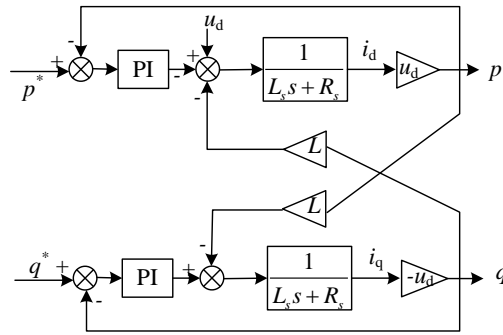 -
u_d
+
p*
PI
-
+
-
1
L_s s + R_s
i_d
u_d
p
L
L
-
q*
+
-
PI
+
1
L_s s + R_s
i_q
-u_d
q